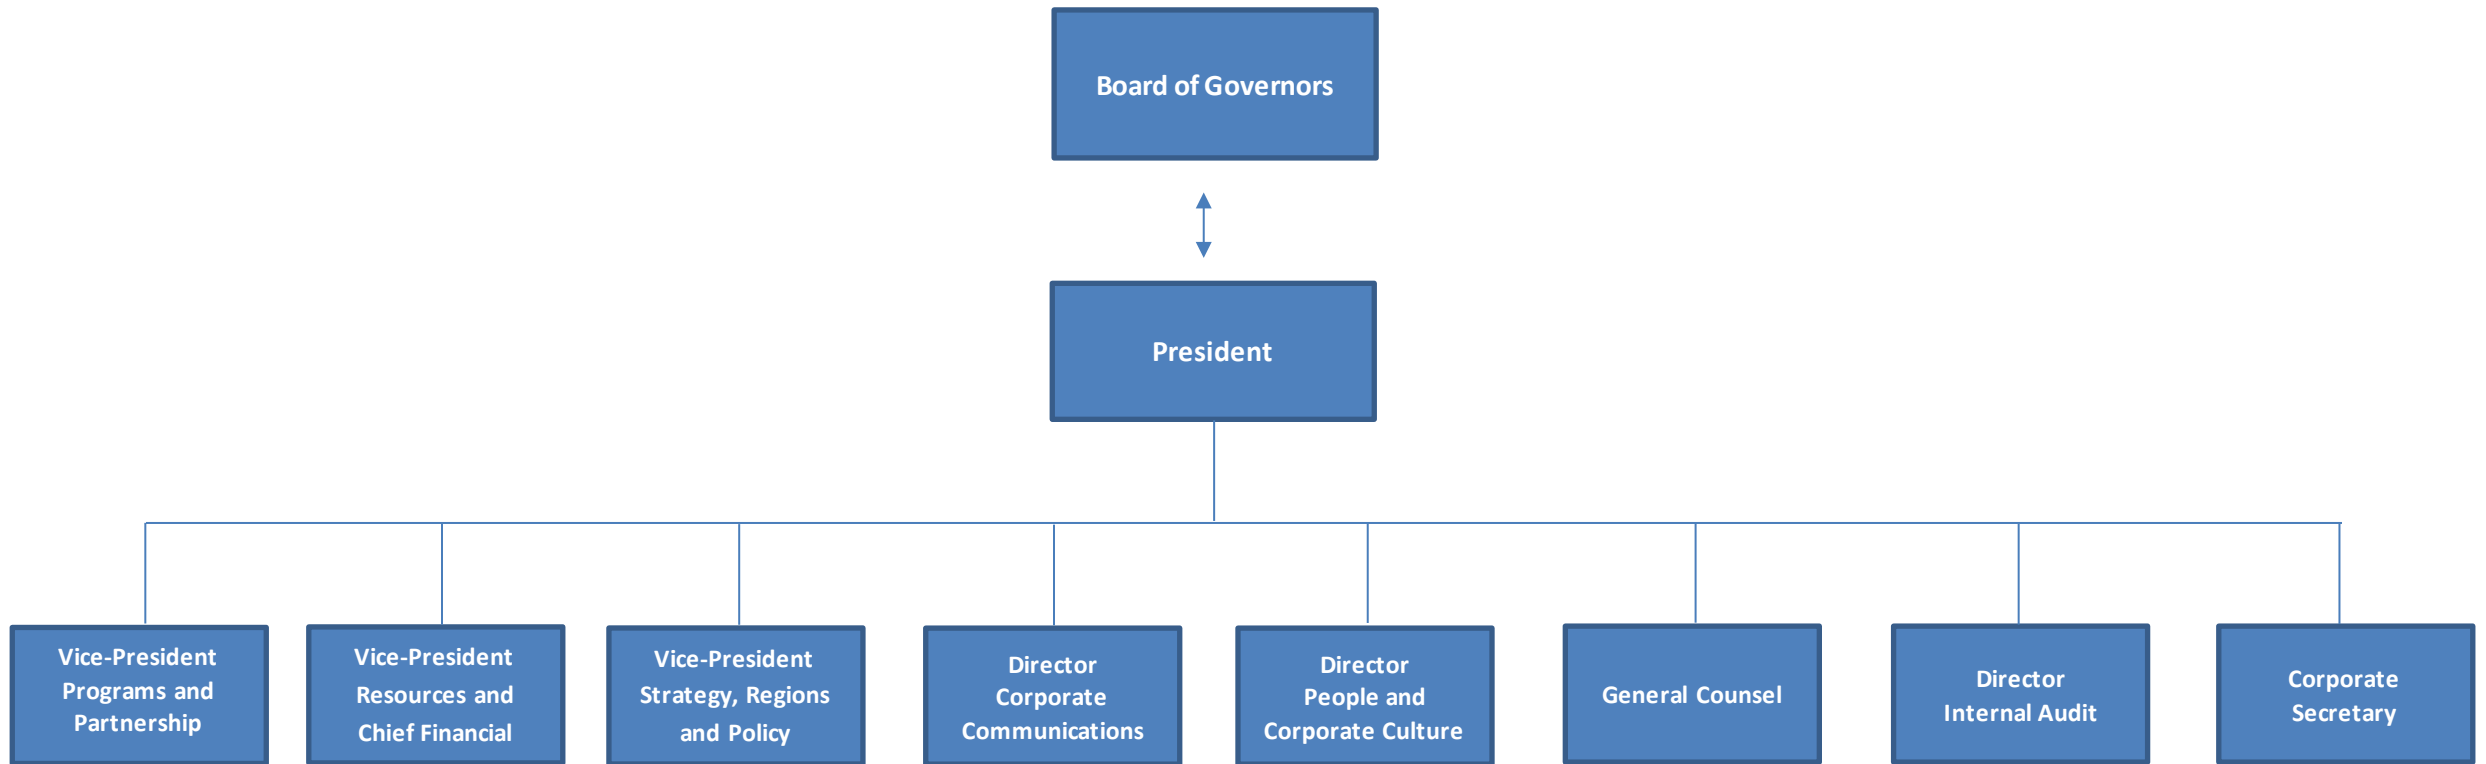 Board of Governors
President
Vice-President
Programs and
Partnership
Vice-President
Resources and
Chief Financial
Vice-President
Strategy, Regions
and Policy
Director
Corporate
Communications
Director
People and
Corporate Culture
General Counsel
Director
Internal Audit
Corporate
Secretary